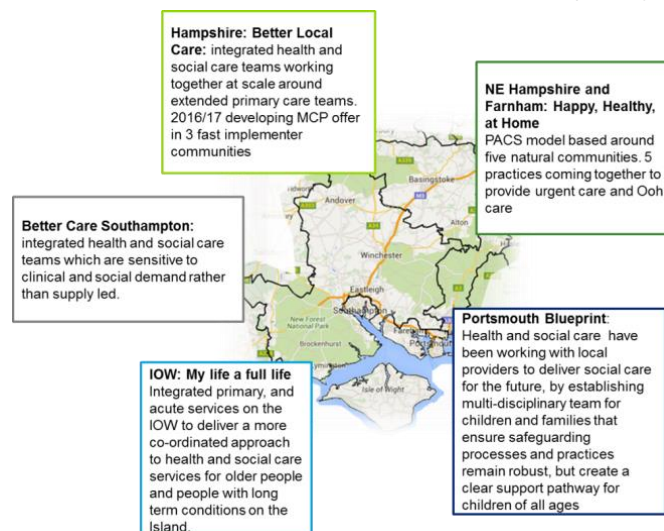 Hampshire: Better Local
Care: integrated health and
social care teams working
together at scale around
extended primary care teams.
2016/17 developing MCP offer
in 3 fast implementer
communities
NE Hampshire and
Farnham: Happy, Healthy,
at Home
PACS model based around
five natural communities. 5
practices coming together to
provide urgent care and Ooh
care
Better Care Southampton:
integrated health and social care
teams which are sensitive to
clinical and social demand rather
than supply led.
Basingstoke
Andover
Alton
Winchester
Eastleigh
Southampton
New Forest
National Park
Brockenhurst
Isle of Wight
IOW: My life a full life
Integrated primary, and
acute services on the
IOW to deliver a more
co-ordinated approach
to health and social care
services for older people
and people with long
term conditions on the
Island.
Portsmouth Blueprint:
Health and social care have
been working with local
providers to deliver social care
for the future, by establishing
multi-disciplinary team for
children and families that
ensure safeguarding
processes and practices
remain robust, but create a
clear support pathway for
children of all ages